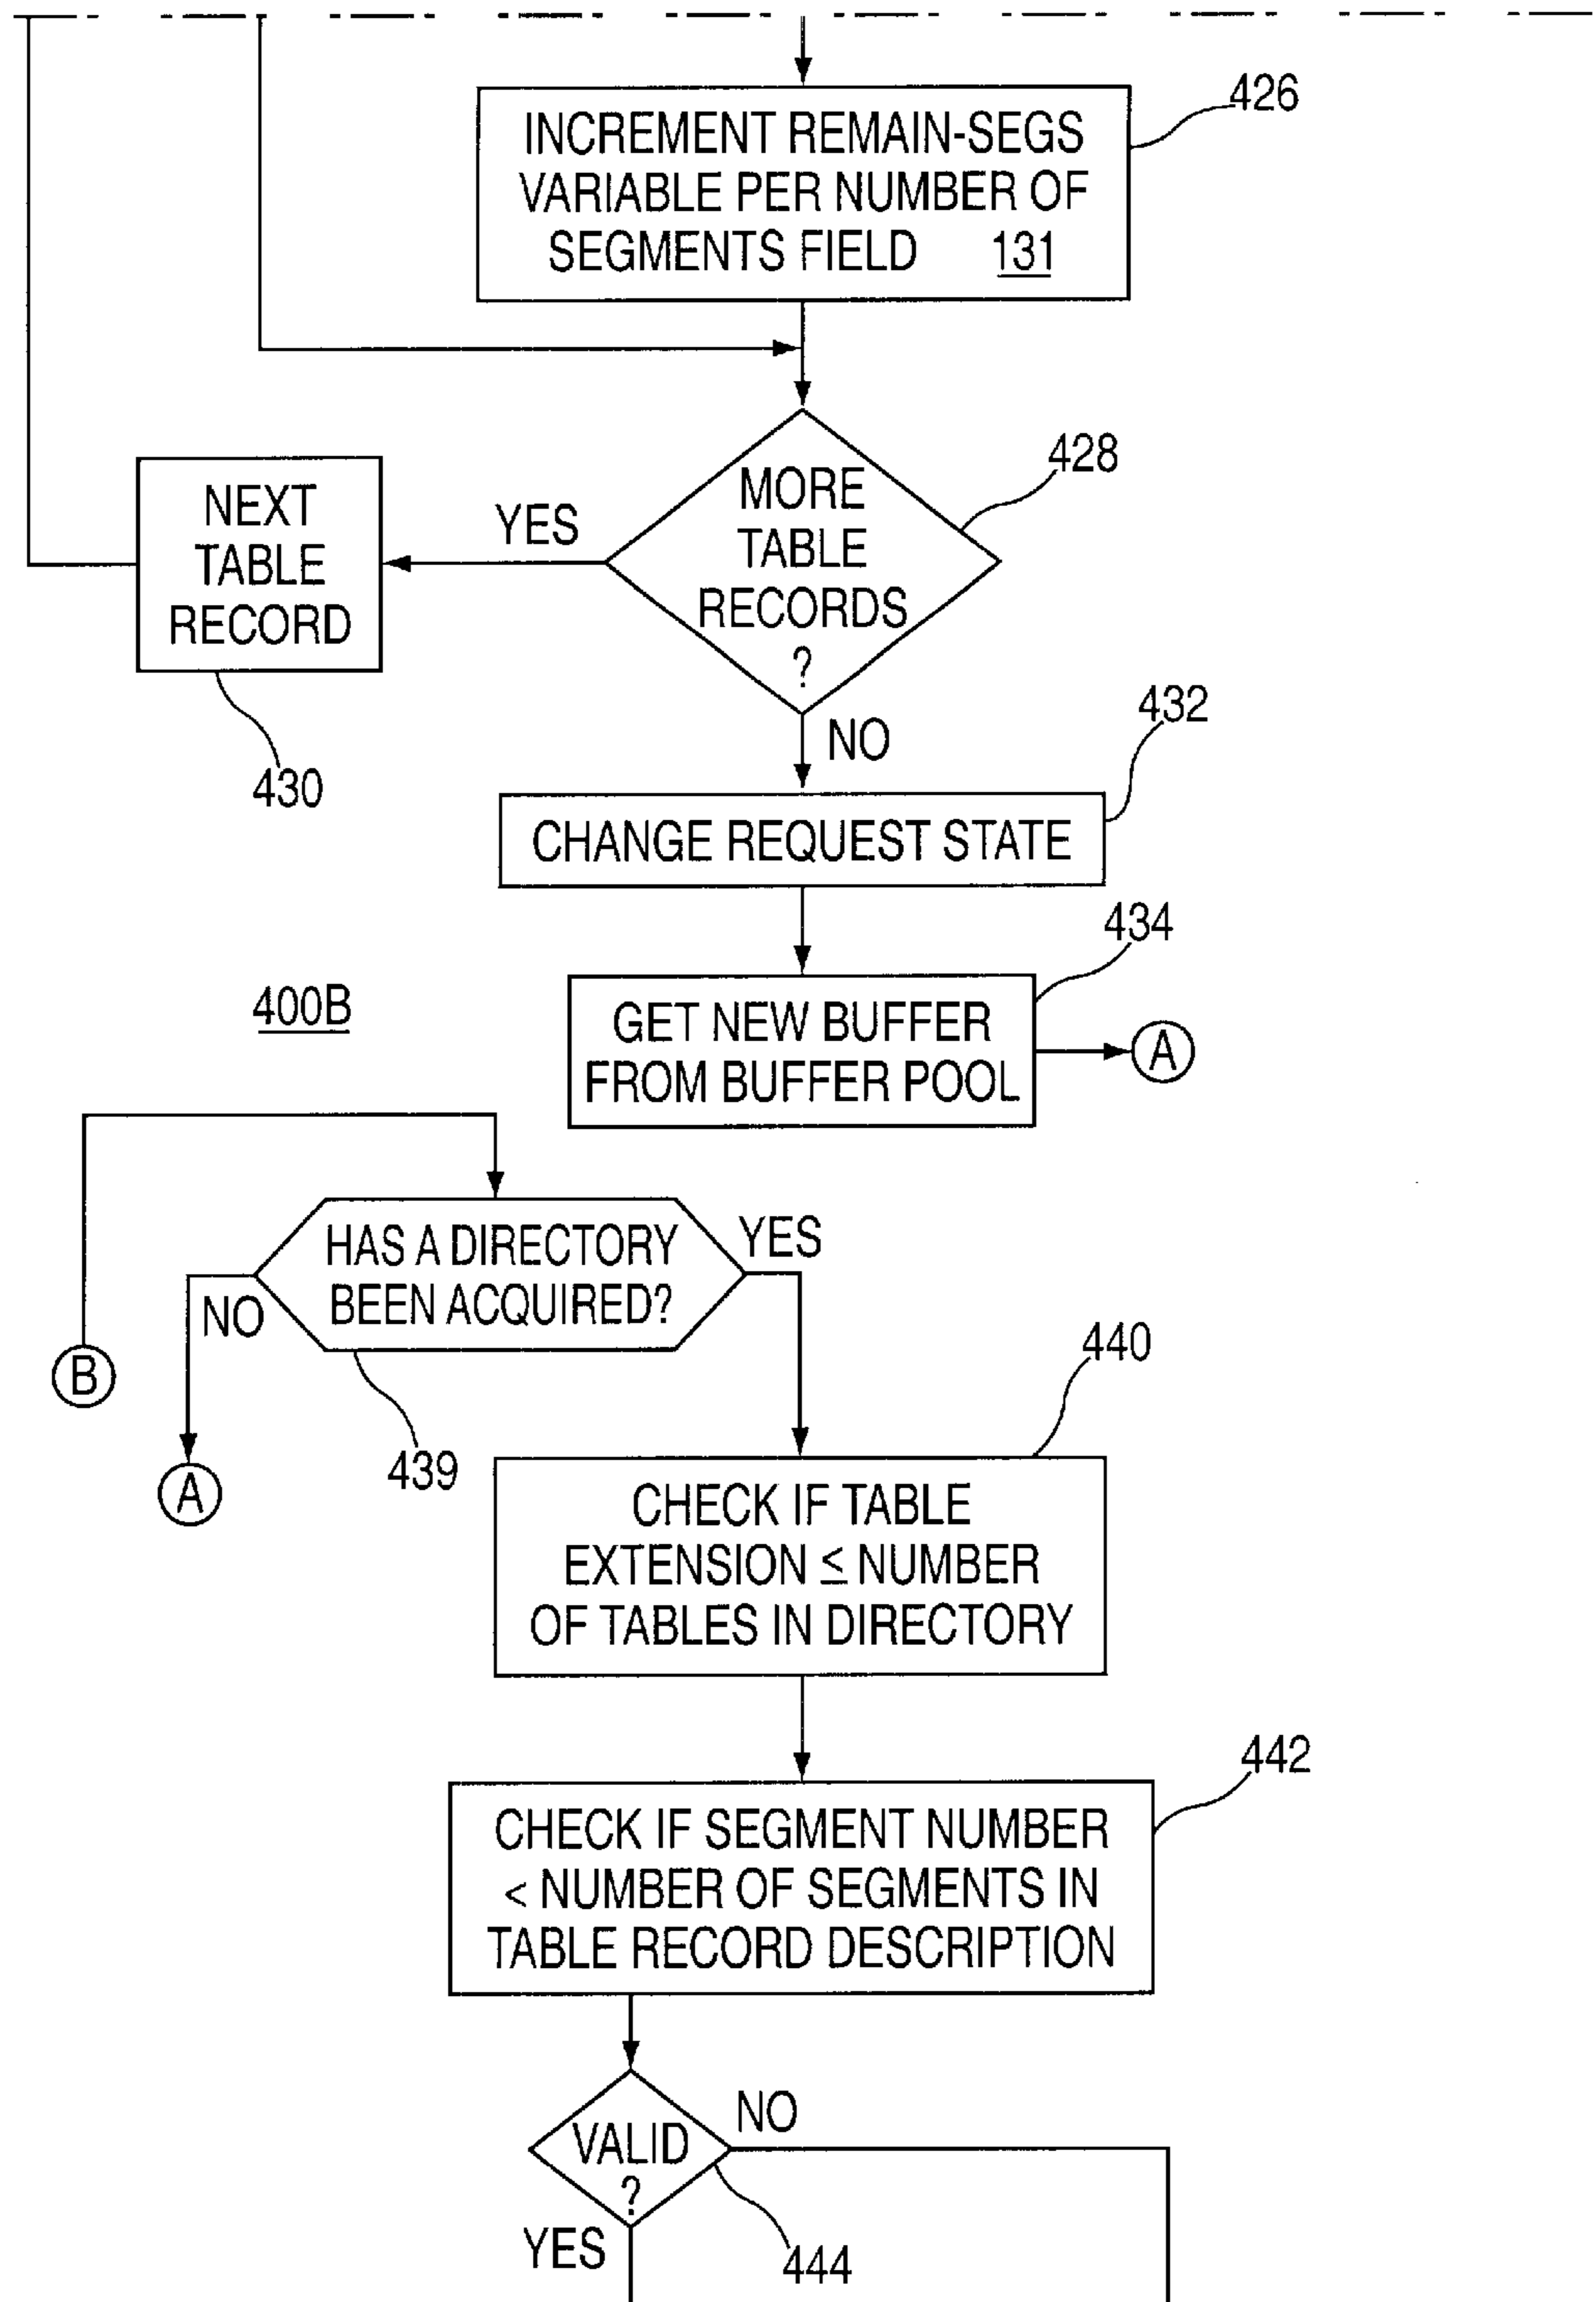 426
INCREMENT REMAIN-SEGS
VARIABLE PER NUMBER OF
SEGMENTS FIELD 131
428
MORE
TABLE
RECORDS
?
YES
NEXT
TABLE
RECORD
430
NO
432
CHANGE REQUEST STATE
434
GET NEW BUFFER
FROM BUFFER POOL
A
400B
HAS A DIRECTORY
BEEN ACQUIRED?
YES
NO
B
A
439
440
CHECK IF TABLE
EXTENSION ≤ NUMBER
OF TABLES IN DIRECTORY
442
CHECK IF SEGMENT NUMBER
< NUMBER OF SEGMENTS IN
TABLE RECORD DESCRIPTION
VALID
?
NO
YES
444